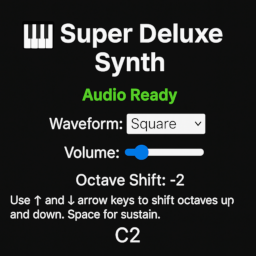 🎹 Super Deluxe
Synth
Audio Ready
Waveform: Square
Volume:
Octave Shift: -2
Use ↑ and ↓ arrow keys to shift octaves up
and down. Space for sustain.
C2